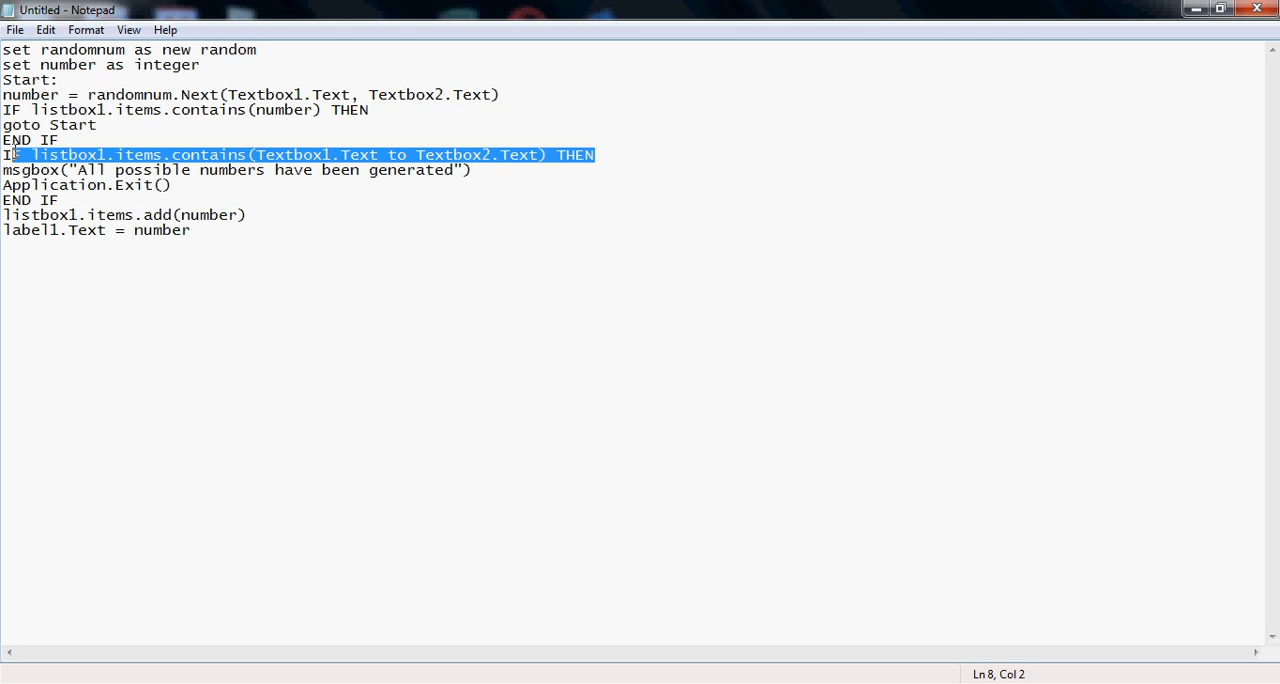 Untitled - Notepad
File Edit Format View Help
set randomnum as new random
set number as integer
Start:
number = randomnum.Next(Textbox1.Text, Textbox2.Text)
IF listbox1.items.contains(number) THEN
goto Start
END IF
IF listbox1.items.contains(Textbox1.Text to Textbox2.Text) THEN
msgbox("All possible numbers have been generated")
Application.Exit()
END IF
listbox1.items.add(number)
label1.Text = number
Ln 8, Col 2